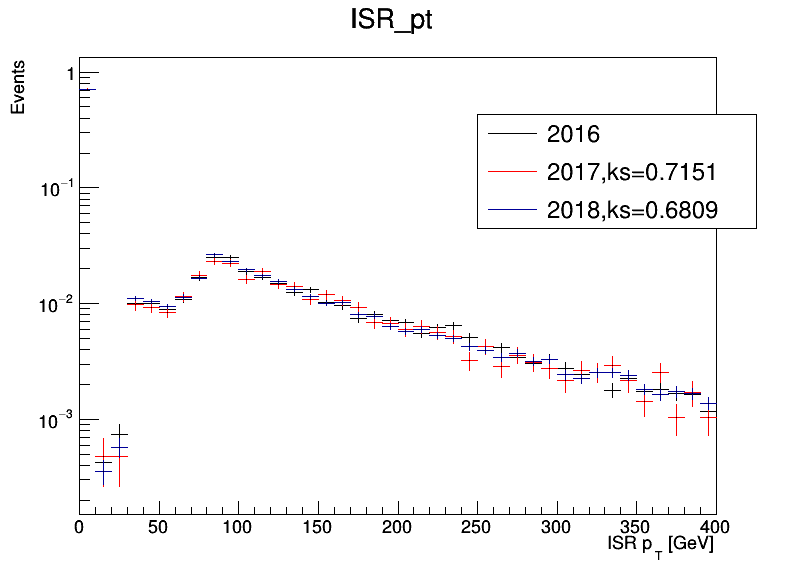 ISR_pt
Events
1
10⁻¹
10⁻²
10⁻³
2016
2017,ks=0.7151
2018,ks=0.6809
0 50 100 150 200 250 300 350 400
ISR p_T [GeV]